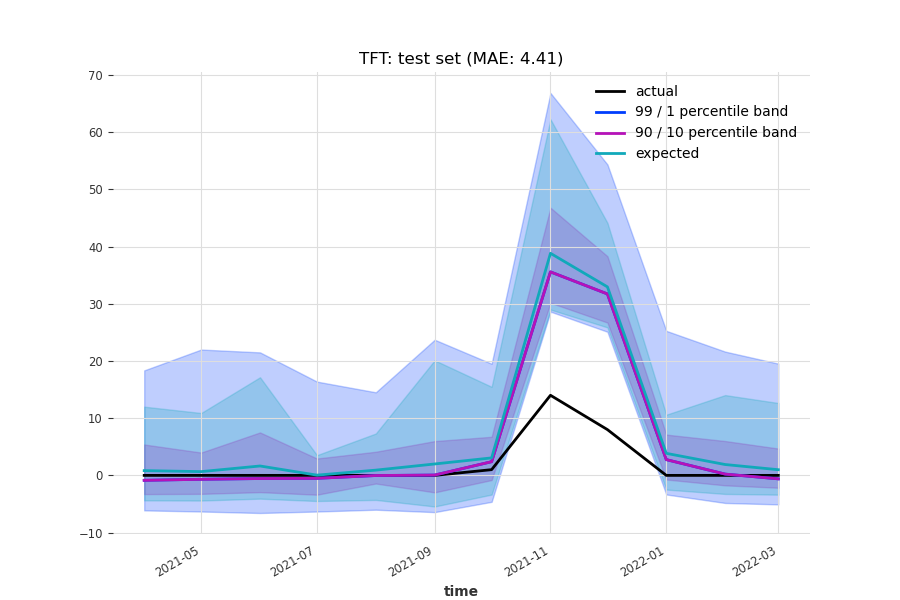 TFT: test set (MAE: 4.41)
actual
99 / 1 percentile band
90 / 10 percentile band
expected
70
60
50
40
30
20
10
0
−10
2021-05
2021-07
2021-09
2021-11
2022-01
2022-03
time